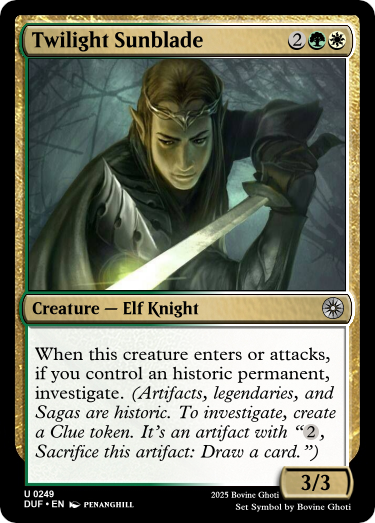 Twilight Sunblade 2
Creature — Elf Knight
When this creature enters or attacks,
if you control an historic permanent,
investigate. (Artifacts, legendaries, and
Sagas are historic. To investigate, create
a Clue token. It's an artifact with “2,
Sacrifice this artifact: Draw a card.”)
3/3
U 0249
DUF • EN PENANGHILL
2025 Bovine Ghoti
Set Symbol by Bovine Ghoti